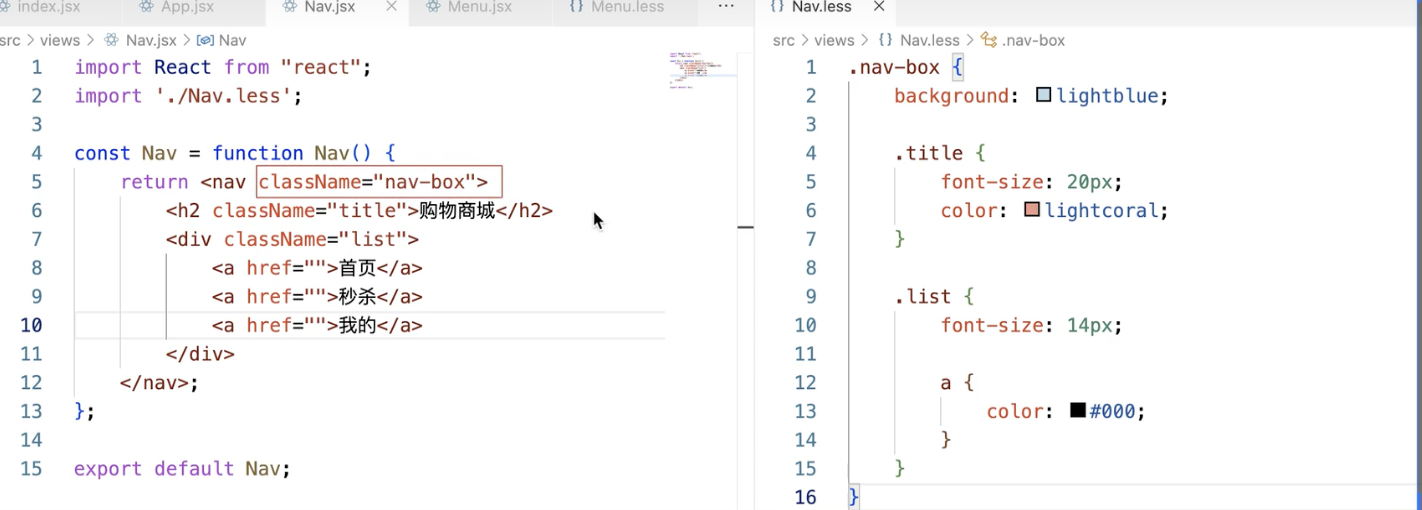 index.jsx App.jsx Nav.jsx Menu.jsx Menu.less ...
src > views > Nav.jsx > Nav
1 import React from "react";
2 import './Nav.less';
3
4 const Nav = function Nav() {
5 return <nav className="nav-box">
6 <h2 className="title">购物商城</h2>
7 <div className="list">
8 <a href="">首页</a>
9 <a href="">秒杀</a>
10 <a href="">我的</a>
11 </div>
12 </nav>;
13 };
14
15 export default Nav;
{} Nav.less
src > views > {} Nav.less > .nav-box
1 .nav-box {
2 background: lightblue;
3
4 .title {
5 font-size: 20px;
6 color: lightcoral;
7 }
8
9 .list {
10 font-size: 14px;
11
12 a {
13 color: #000;
14 }
15 }
16 }